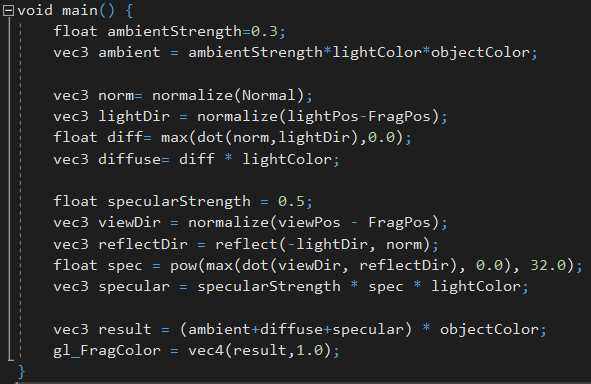 void main() {
float ambientStrength=0.3;
vec3 ambient = ambientStrength*lightColor*objectColor;
vec3 norm= normalize(Normal);
vec3 lightDir = normalize(lightPos-FragPos);
float diff= max(dot(norm,lightDir),0.0);
vec3 diffuse= diff * lightColor;
float specularStrength = 0.5;
vec3 viewDir = normalize(viewPos - FragPos);
vec3 reflectDir = reflect(-lightDir, norm);
float spec = pow(max(dot(viewDir, reflectDir), 0.0), 32.0);
vec3 specular = specularStrength * spec * lightColor;
vec3 result = (ambient+diffuse+specular) * objectColor;
gl_FragColor = vec4(result,1.0);
}